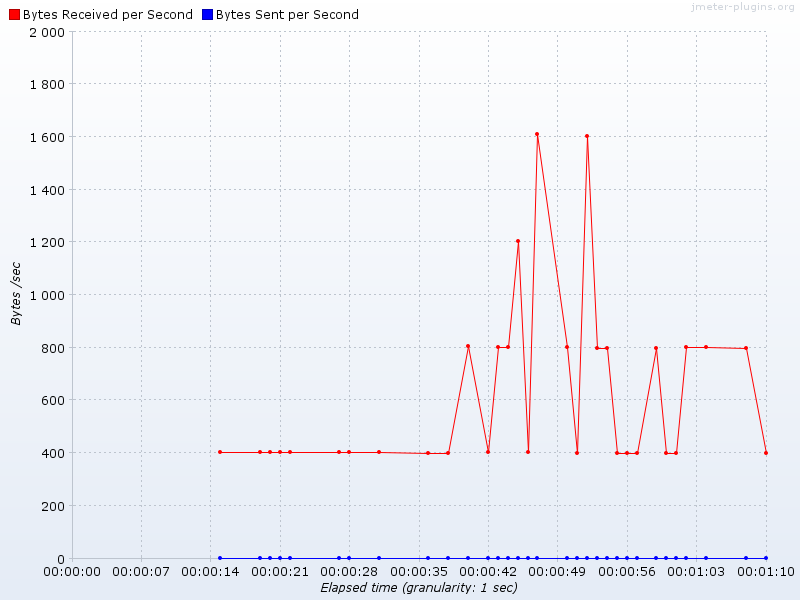 jmeter-plugins.org
Bytes Received per Second Bytes Sent per Second
2 000
1 800
1 600
1 400
1 200
1 000
800
600
400
200
0
Bytes /sec
00:00:00 00:00:07 00:00:14 00:00:21 00:00:28 00:00:35 00:00:42 00:00:49 00:00:56 00:01:03 00:01:10
Elapsed time (granularity: 1 sec)